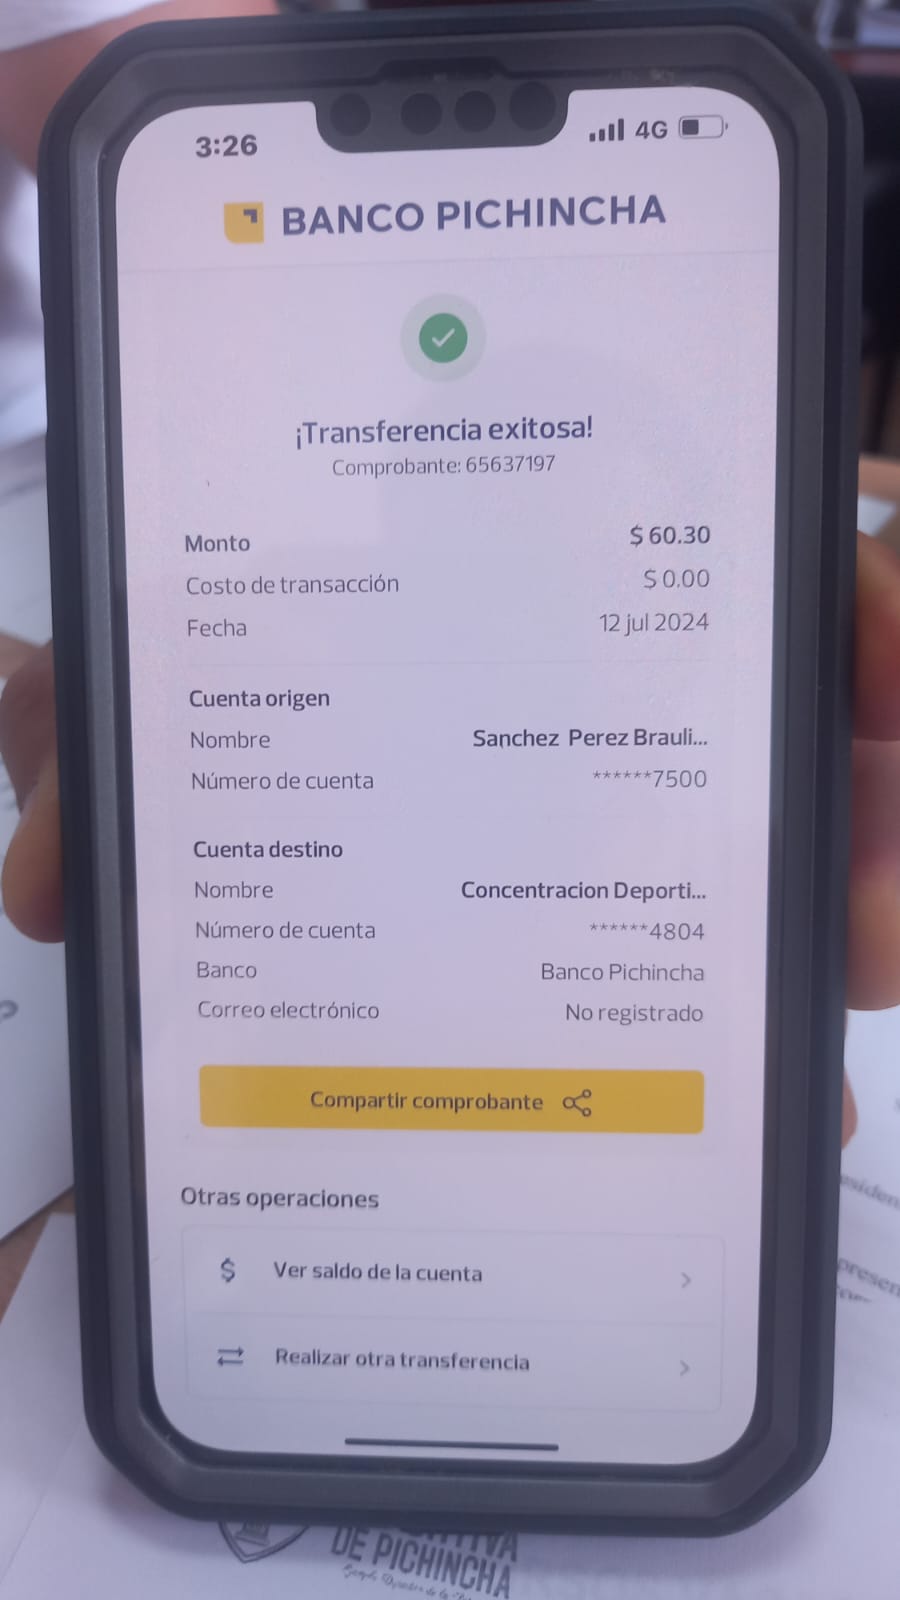 3:26 4G
BANCO PICHINCHA
¡Transferencia exitosa!
Comprobante: 65637197
Monto $ 60.30
Costo de transacción $ 0.00
Fecha 12 jul 2024
Cuenta origen
Nombre Sanchez Perez Brauli...
Número de cuenta ******7500
Cuenta destino
Nombre Concentracion Deporti...
Número de cuenta ******4804
Banco Banco Pichincha
Correo electrónico No registrado
Compartir comprobante
Otras operaciones
$ Ver saldo de la cuenta
Realizar otra transferencia
DE PICHINCHA